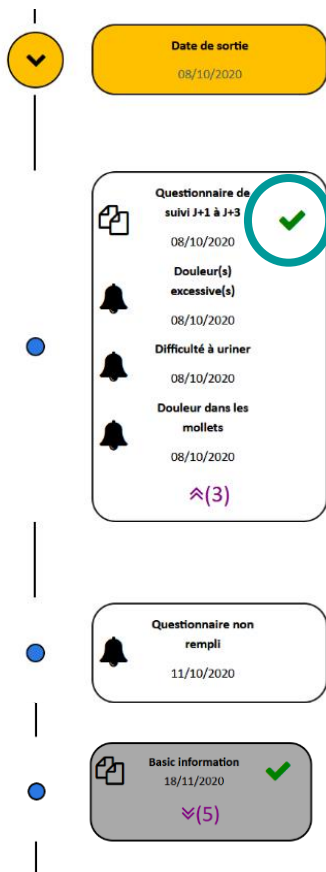 Date de sortie
08/10/2020
Questionnaire de
suivi J+1 à J+3
08/10/2020
Douleur(s)
excessive(s)
08/10/2020
Difficulté à uriner
08/10/2020
Douleur dans les
mollets
08/10/2020
(3)
Questionnaire non
rempli
11/10/2020
Basic information
18/11/2020
(5)